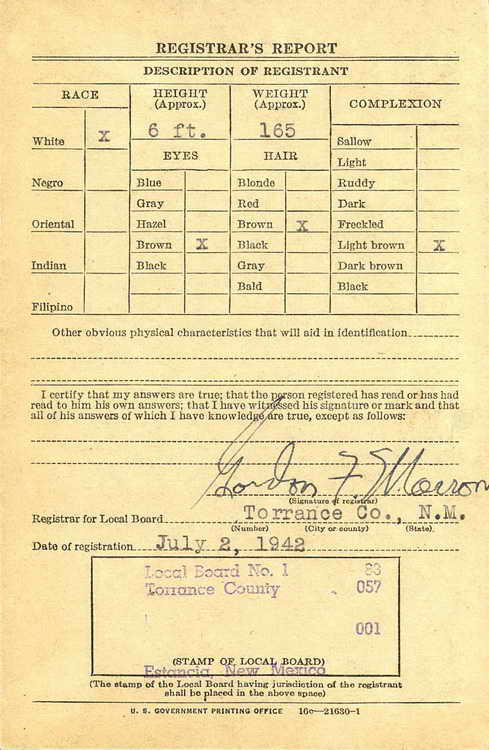 REGISTRAR'S REPORT
DESCRIPTION OF REGISTRANT
RACE
HEIGHT (Approx.)
WEIGHT (Approx.)
COMPLEXION
6 ft.
165
White X
EYES
HAIR
Sallow
Light
Negro
Blue
Blonde
Ruddy
Gray
Red
Dark
Oriental
Hazel
Brown X
Freckled
Brown X
Black
Light brown X
Indian
Black
Gray
Dark brown
Bald
Black
Filipino
Other obvious physical characteristics that will aid in identification
I certify that my answers are true; that the person registered has read or has had
read to him his own answers; that I have witnessed his signature or mark and that
all of his answers of which I have knowledge are true, except as follows:
Gordon F. Morron
(Signature of registrar)
Registrar for Local Board Torrance Co., N.M.
(Number) (City or county) (State)
Date of registration July 2, 1942
Local Board No. 1 88
Torrance County 057
001
(STAMP OF LOCAL BOARD)
Estancia, New Mexico
(The stamp of the Local Board having jurisdiction of the registrant
shall be placed in the above space)
U. S. GOVERNMENT PRINTING OFFICE 16c—21630-1